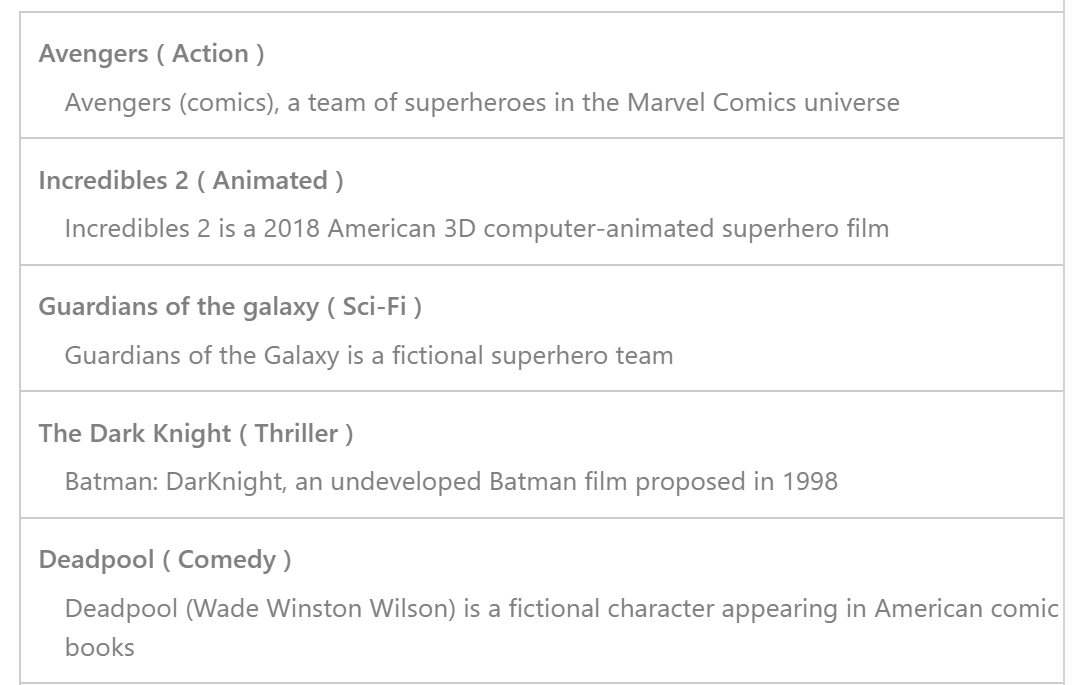 Avengers ( Action )
Avengers (comics), a team of superheroes in the Marvel Comics universe
Incredibles 2 ( Animated )
Incredibles 2 is a 2018 American 3D computer-animated superhero film
Guardians of the galaxy ( Sci-Fi )
Guardians of the Galaxy is a fictional superhero team
The Dark Knight ( Thriller )
Batman: DarKnight, an undeveloped Batman film proposed in 1998
Deadpool ( Comedy )
Deadpool (Wade Winston Wilson) is a fictional character appearing in American comic
books